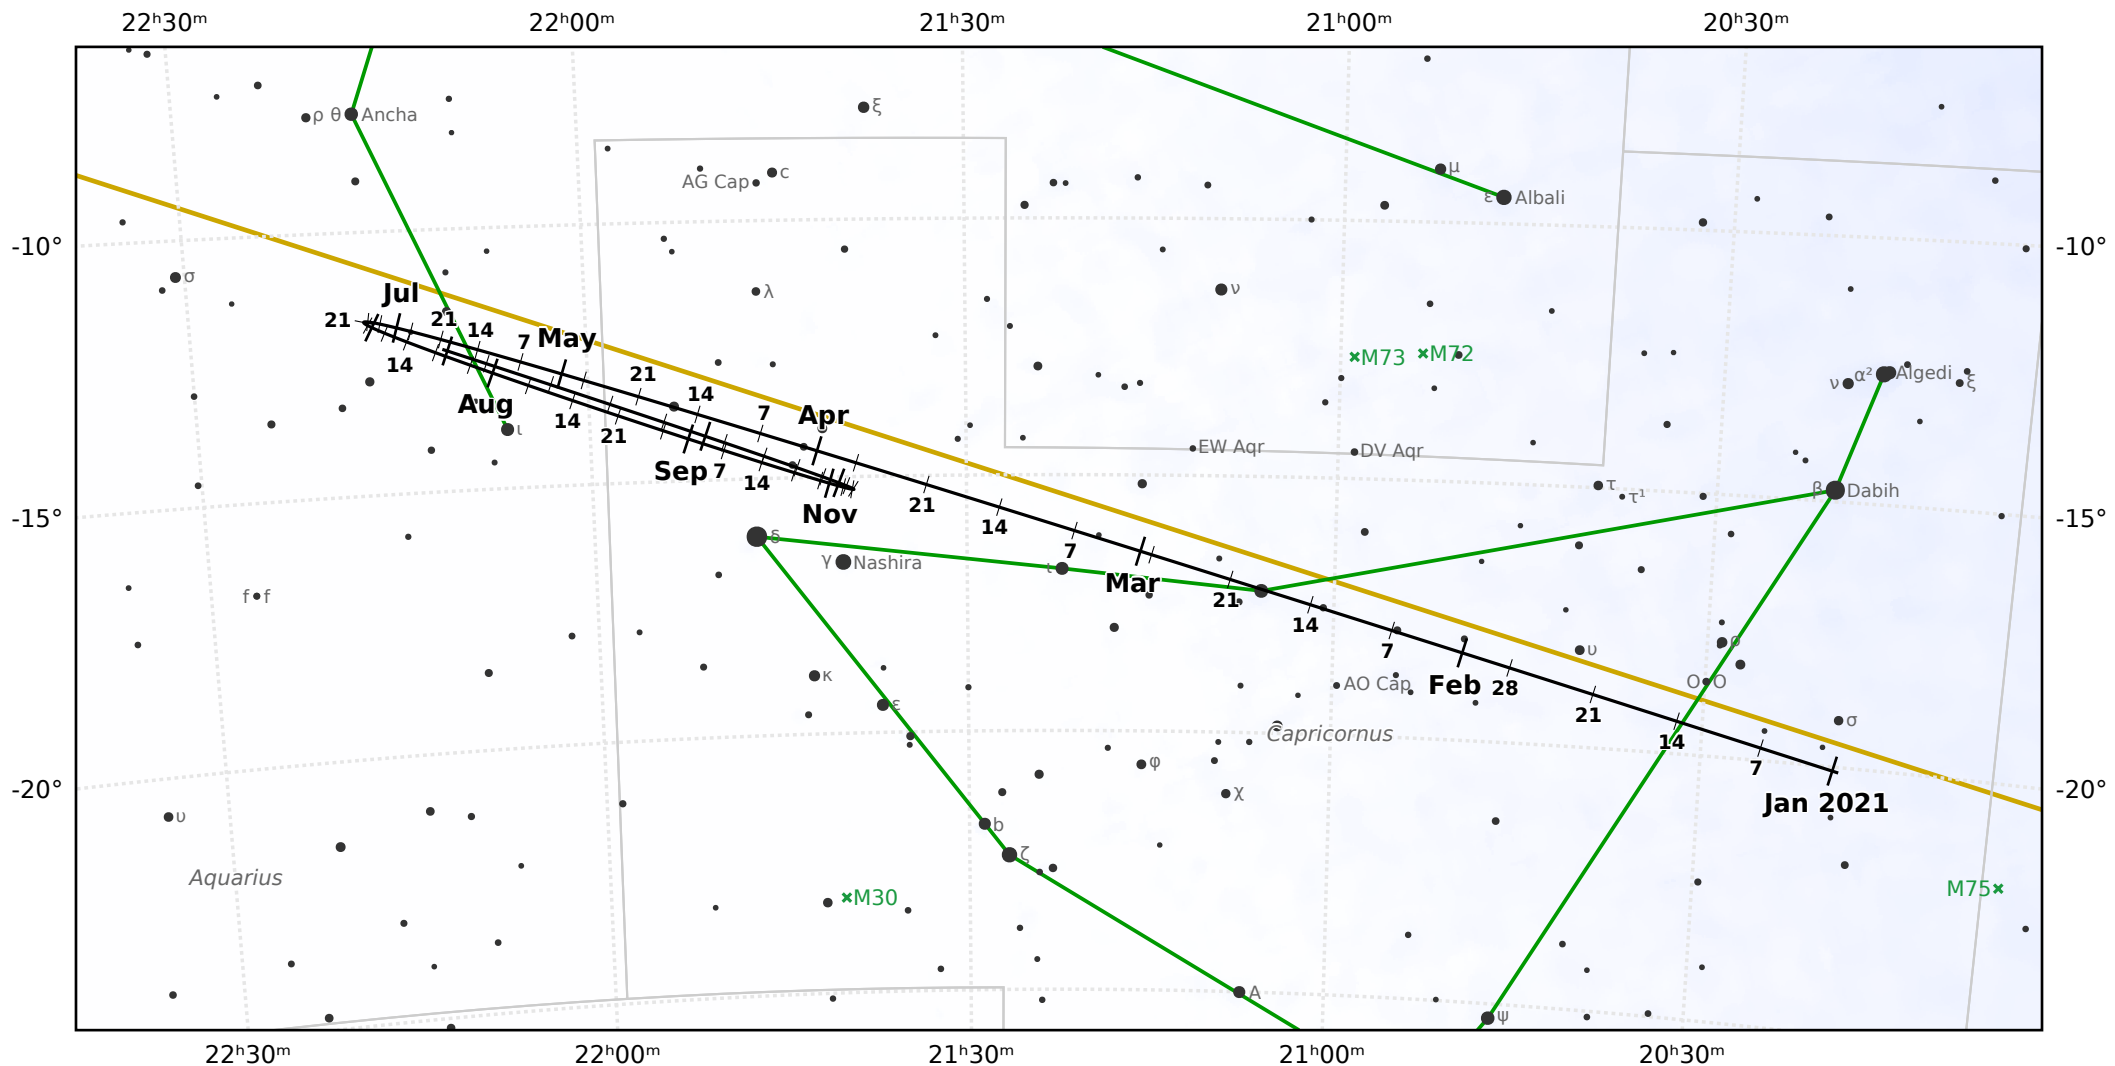 22ʰ30ᵐ 22ʰ00ᵐ 21ʰ30ᵐ 21ʰ00ᵐ 20ʰ30ᵐ
ρ θ Ancha ξ
μ
AG Cap c
ε Albali
-10° -10°
σ
λ ν
Jul
21 21 14 7 May
M73 M72
14 21 ν α² Algedi ξ
14 7 Apr
Aug
14 21 ι
EW Aqr DV Aqr
Sep 7 14 τ τ¹ β Dabih
21 14
Nov
-15° -15°
δ 7
γ Nashira ι
Mar
f f 21
14
7 υ ο
κ AO Cap Feb 28 O O
ε 21 σ
Capricornus 14
φ 7
-20° -20°
χ Jan 2021
υ b
ζ
Aquarius
M30 M75
A
ψ
22ʰ30ᵐ 22ʰ00ᵐ 21ʰ30ᵐ 21ʰ00ᵐ 20ʰ30ᵐ